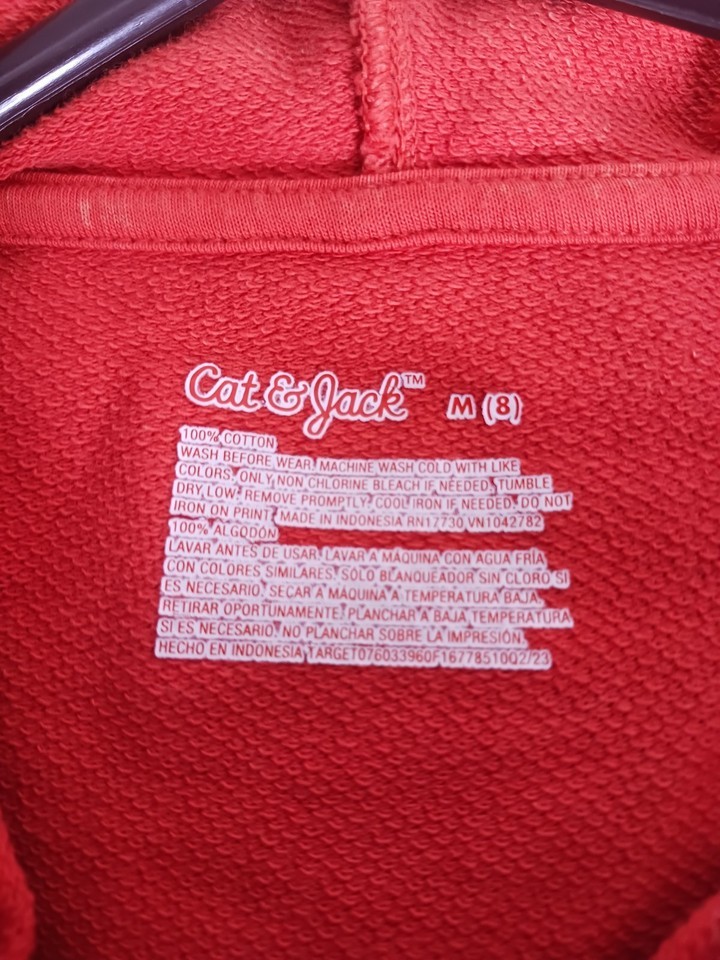 Cat & Jack™ M (8)
100% COTTON
WASH BEFORE WEAR. MACHINE WASH COLD WITH LIKE
COLORS. ONLY NON CHLORINE BLEACH IF NEEDED. TUMBLE
DRY LOW. REMOVE PROMPTLY. COOL IRON IF NEEDED. DO NOT
IRON ON PRINT. MADE IN INDONESIA RN17730 VN1042782
100% ALGODÓN
LAVAR ANTES DE USAR. LAVAR A MÁQUINA CON AGUA FRÍA
CON COLORES SIMILARES. SOLO BLANQUEADOR SIN CLORO SI
ES NECESARIO. SECAR A MÁQUINA A TEMPERATURA BAJA.
RETIRAR OPORTUNAMENTE. PLANCHAR A BAJA TEMPERATURA
SI ES NECESARIO. NO PLANCHAR SOBRE LA IMPRESIÓN.
HECHO EN INDONESIA TARGET076033960F16778510Q2/23